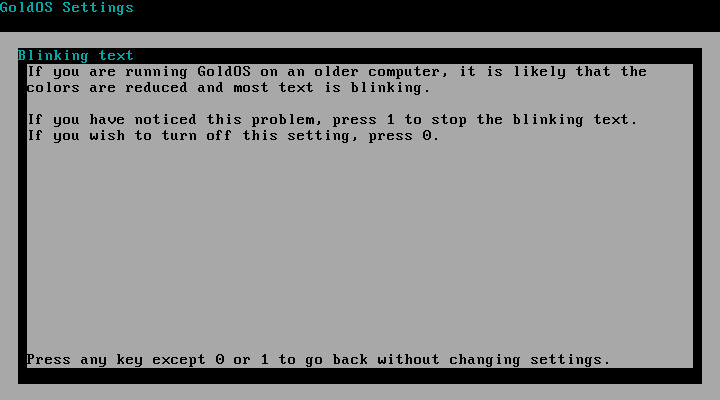 GoldOS Settings
Blinking text
If you are running GoldOS on an older computer, it is likely that the
colors are reduced and most text is blinking.
If you have noticed this problem, press 1 to stop the blinking text.
If you wish to turn off this setting, press 0.
Press any key except 0 or 1 to go back without changing settings.